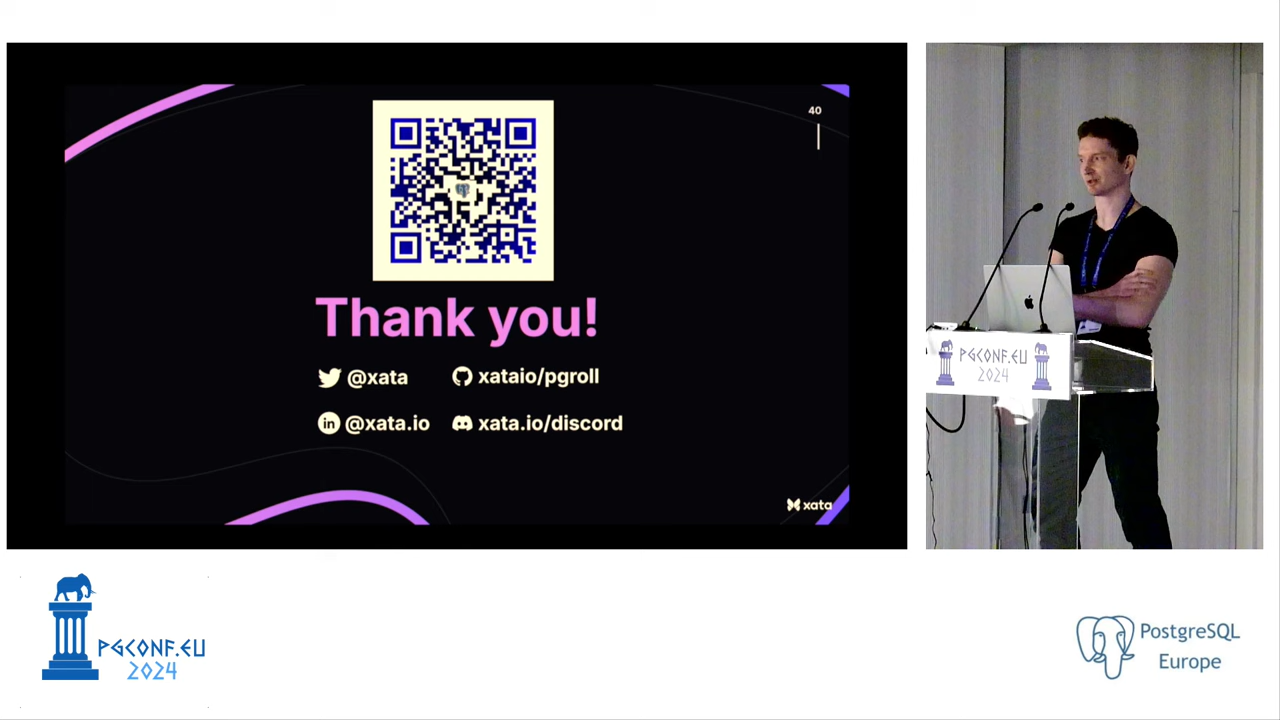 40
Thank you!
@xata
xataio/pgroll
@xata.io
xata.io/discord
xata
PGCONF.EU
2024
PGCONF.EU
2024
PostgreSQL
Europe